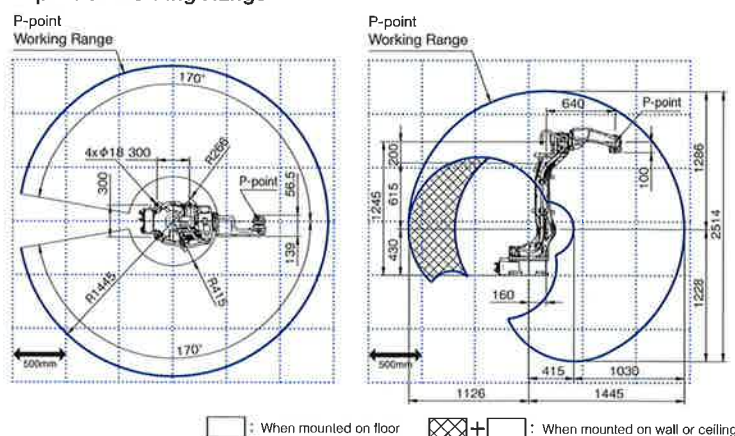 P-point
Working Range
170°
4xΦ18 300
R266
300
P-point
56.5
139
R1445
R415
170°
500mm
P-point
Working Range
640
P-point
200
100
1286
1245
615
2514
430
160
1228
500mm
415
1030
1126
1445
: When mounted on floor
+
: When mounted on wall or ceiling